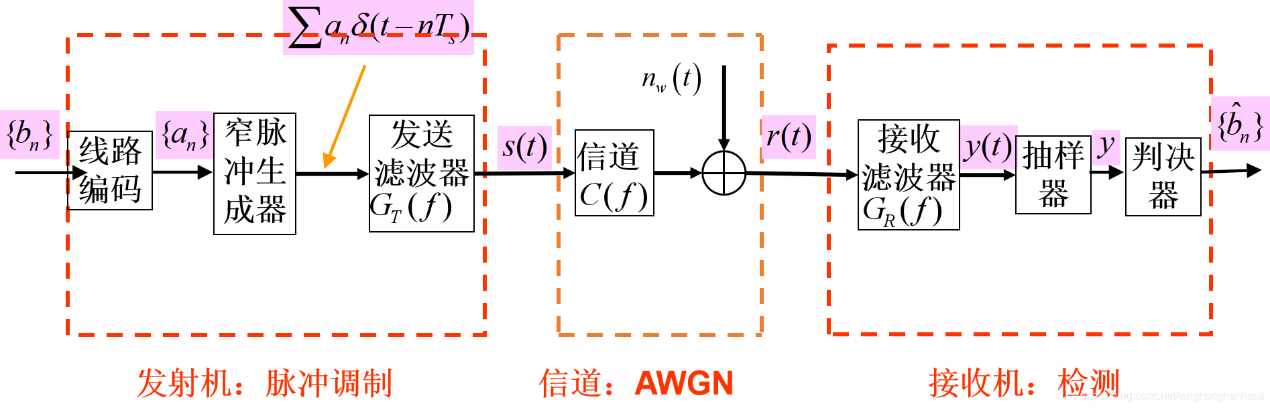 ∑aₙδ(t−nTₛ)
{bₙ}
线路
编码
{aₙ}
窄脉
冲生
成器
发送
滤波器
G_T(f)
s(t)
信道
C(f)
n_w(t)
r(t)
接收
滤波器
G_R(f)
y(t)
抽样
器
y
判决
器
{b̂ₙ}
发射机：脉冲调制
信道：AWGN
接收机：检测